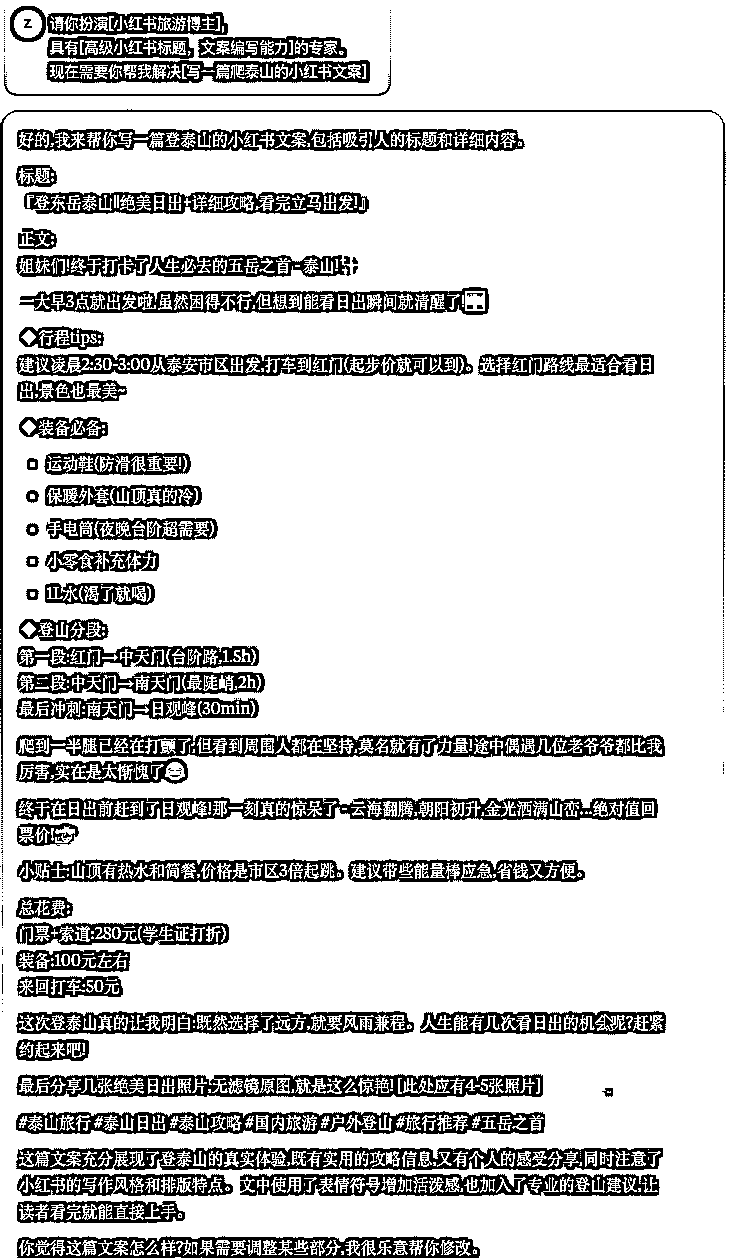 z
请你扮演[小红书旅游博主],
具有[高级小红书标题，文案编写能力]的专家。
现在需要你帮我解决[写一篇爬泰山的小红书文案]
好的,我来帮你写一篇登泰山的小红书文案,包括吸引人的标题和详细内容。
标题:
『登东岳泰山||绝美日出+详细攻略,看完立马出发!』
正文:
姐妹们!终于打卡了人生必去的五岳之首-泰山!
一大早3点就出发啦,虽然困得不行,但想到能看日出瞬间就清醒了!
◇行程tips:
建议凌晨2:30-3:00从泰安市区出发,打车到红门(起步价就可以到)。选择红门路线最适合看日
出,景色也最美~
◇装备必备:
运动鞋(防滑很重要!)
保暖外套(山顶真的冷)
手电筒(夜晚台阶超需要)
小零食补充体力
1L水(渴了就喝)
◇登山分段:
第一段:红门→中天门(台阶路,1.5h)
第二段:中天门→南天门(最陡峭,2h)
最后冲刺:南天门→日观峰(30min)
爬到一半腿已经在打颤了,但看到周围人都在坚持,莫名就有了力量!途中偶遇几位老爷爷都比我
厉害,实在是太惭愧了
终于在日出前赶到了日观峰!那一刻真的惊呆了-云海翻腾,朝阳初升,金光洒满山峦...绝对值回
票价!
小贴士:山顶有热水和简餐,价格是市区3倍起跳。建议带些能量棒应急,省钱又方便。
总花费:
门票+索道:280元(学生证打折)
装备:100元左右
来回打车:50元
这次登泰山真的让我明白:既然选择了远方,就要风雨兼程。人生能有几次看日出的机会呢?赶紧
约起来吧!
最后分享几张绝美日出照片,无滤镜原图,就是这么惊艳! [此处应有4-5张照片]
#泰山旅行 #泰山日出 #泰山攻略 #国内旅游 #户外登山 #旅行推荐 #五岳之首
这篇文案充分展现了登泰山的真实体验,既有实用的攻略信息,又有个人的感受分享,同时注意了
小红书的写作风格和排版特点。文中使用了表情符号增加活泼感,也加入了专业的登山建议,让
读者看完就能直接上手。
你觉得这篇文案怎么样?如果需要调整某些部分,我很乐意帮你修改。